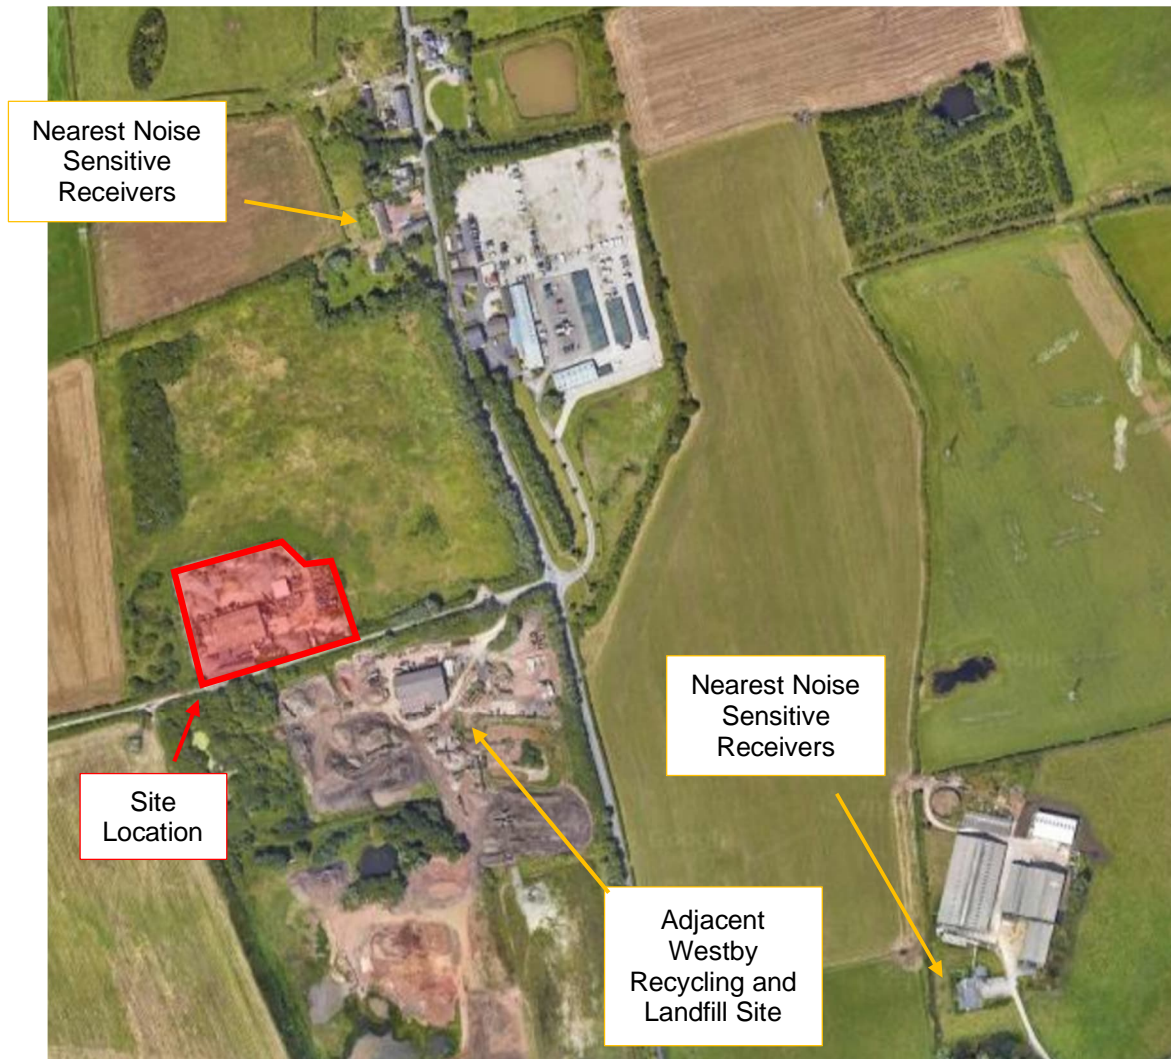 Nearest Noise
Sensitive
Receivers
Nearest Noise
Sensitive
Receivers
Site
Location
Adjacent
Westby
Recycling and
Landfill Site